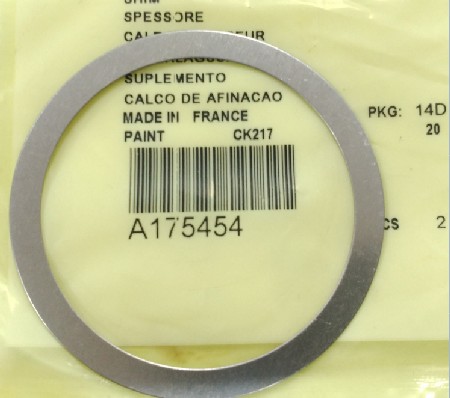 SPESSORE
SUPLEMENTO
CALCO DE AFINACAO
MADE IN FRANCE
PAINT CK217
A175454
PKG: 14D
20
2